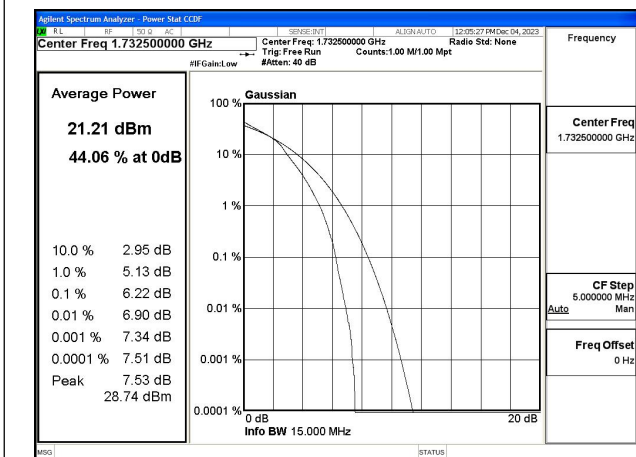 Agilent Spectrum Analyzer - Power Stat CCDF
RL RF 50 Ω AC SENSE:INT ALIGN AUTO 12:05:27 PM Dec 04, 2023
Center Freq 1.732500000 GHz
Center Freq: 1.732500000 GHz Radio Std: None
Trig: Free Run Counts:1.00 M/1.00 Mpt
#IFGain:Low #Atten: 40 dB
Frequency
Average Power
21.21 dBm
44.06 % at 0dB
10.0 % 2.95 dB
1.0 % 5.13 dB
0.1 % 6.22 dB
0.01 % 6.90 dB
0.001 % 7.34 dB
0.0001 % 7.51 dB
Peak 7.53 dB
28.74 dBm
Gaussian
100 %
10 %
1 %
0.1 %
0.01 %
0.001 %
0.0001 %
0 dB 20 dB
Info BW 15.000 MHz
Center Freq
1.732500000 GHz
CF Step
5.000000 MHz
Auto Man
Freq Offset
0 Hz
MSG STATUS